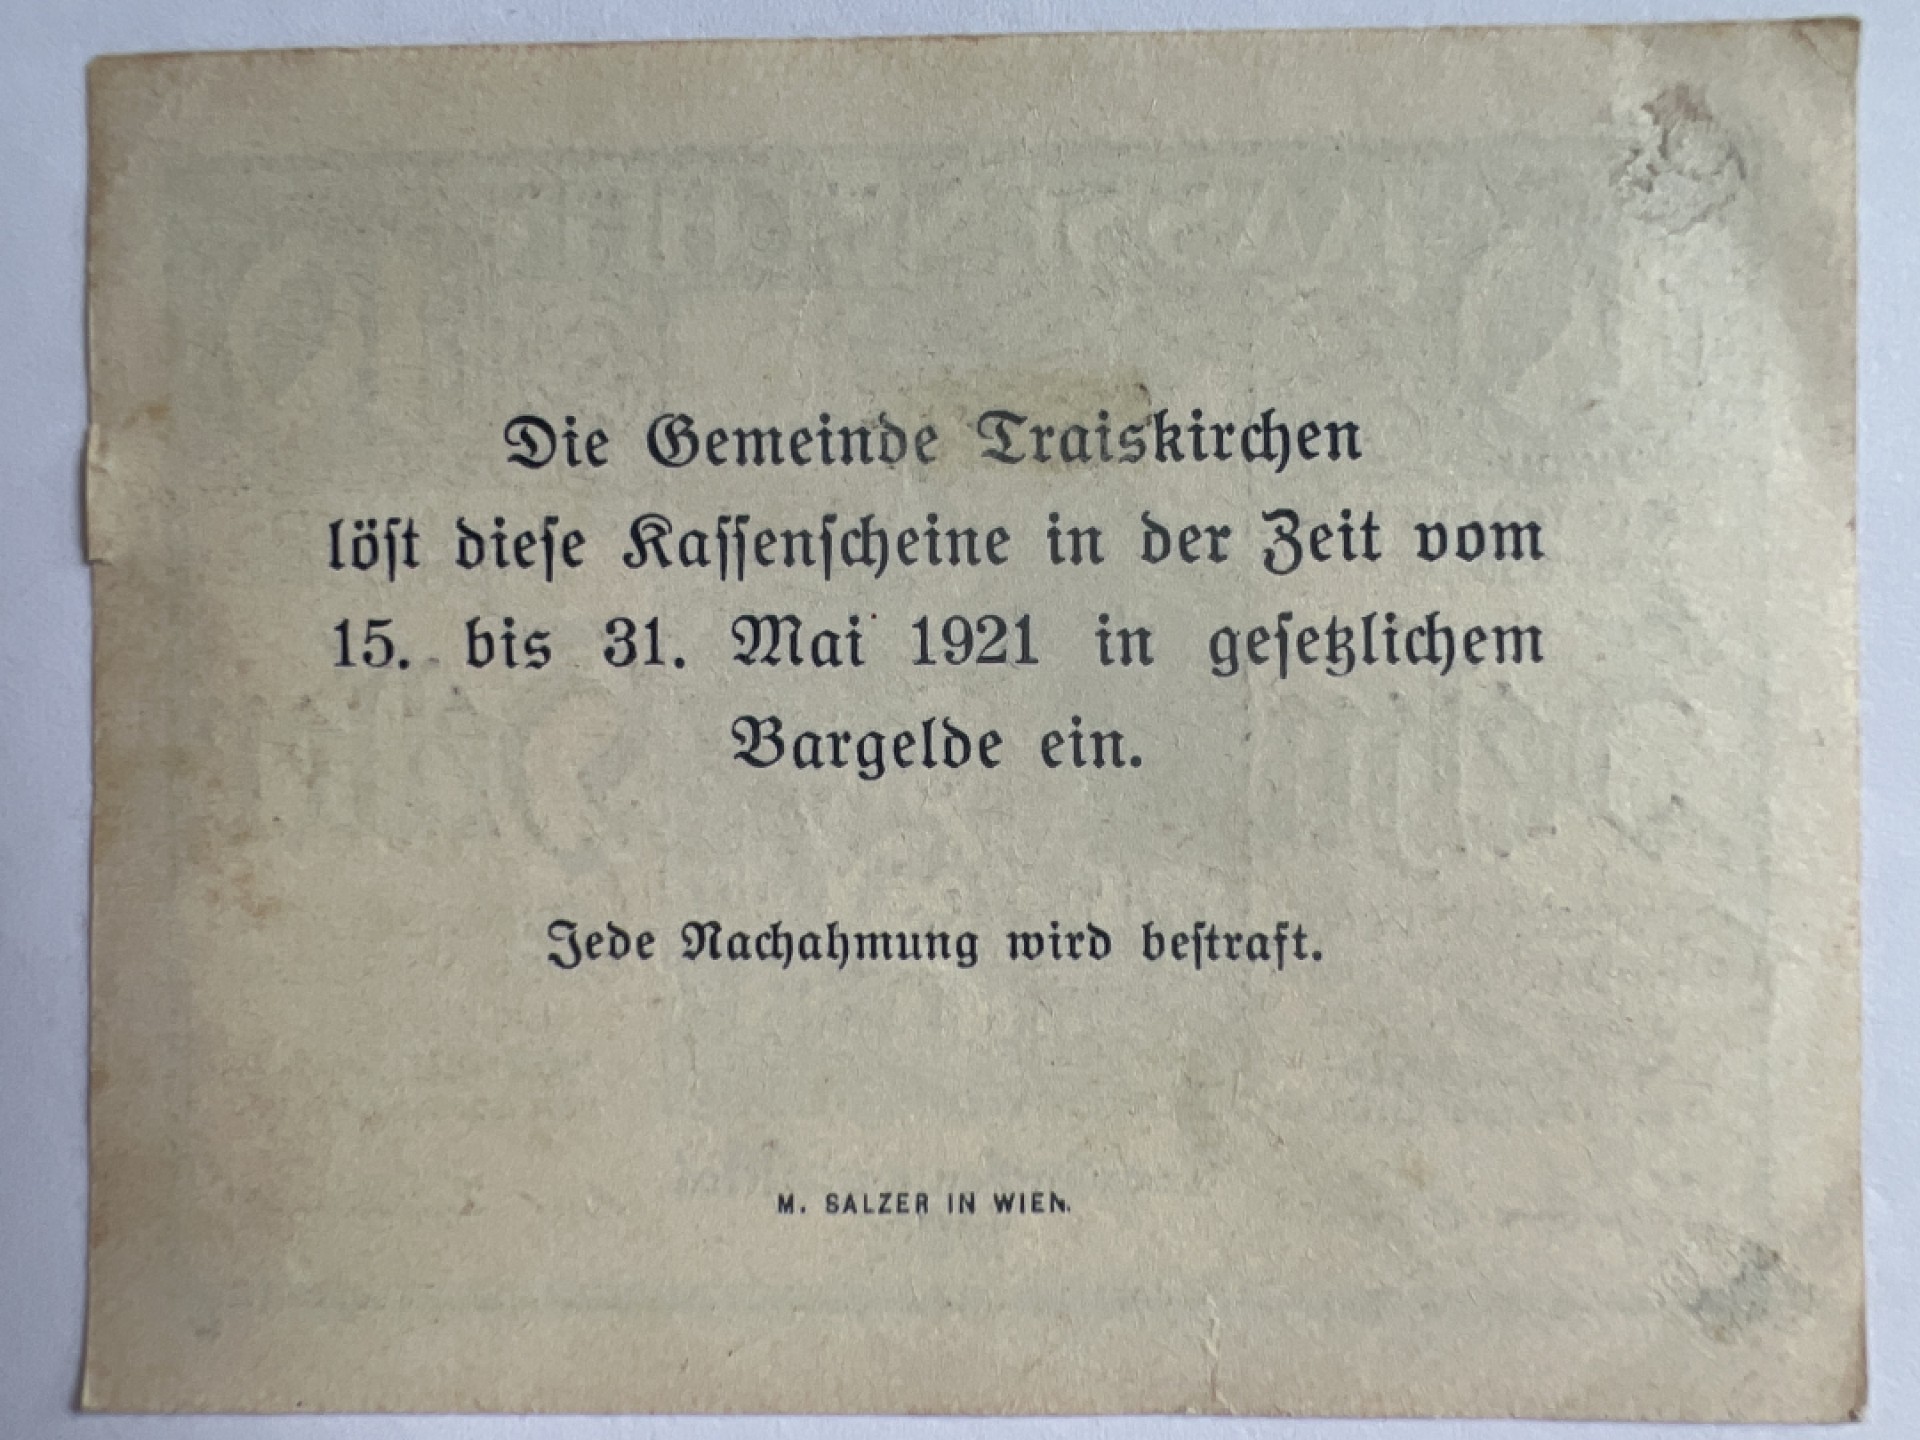 Die Gemeinde Traiskirchen
löſt dieſe Kaſſenſcheine in der Zeit vom
15. bis 31. Mai 1921 in geſetzlichem
Bargelde ein.
Jede Nachahmung wird beſtraft.
M. SALZER IN WIEN.